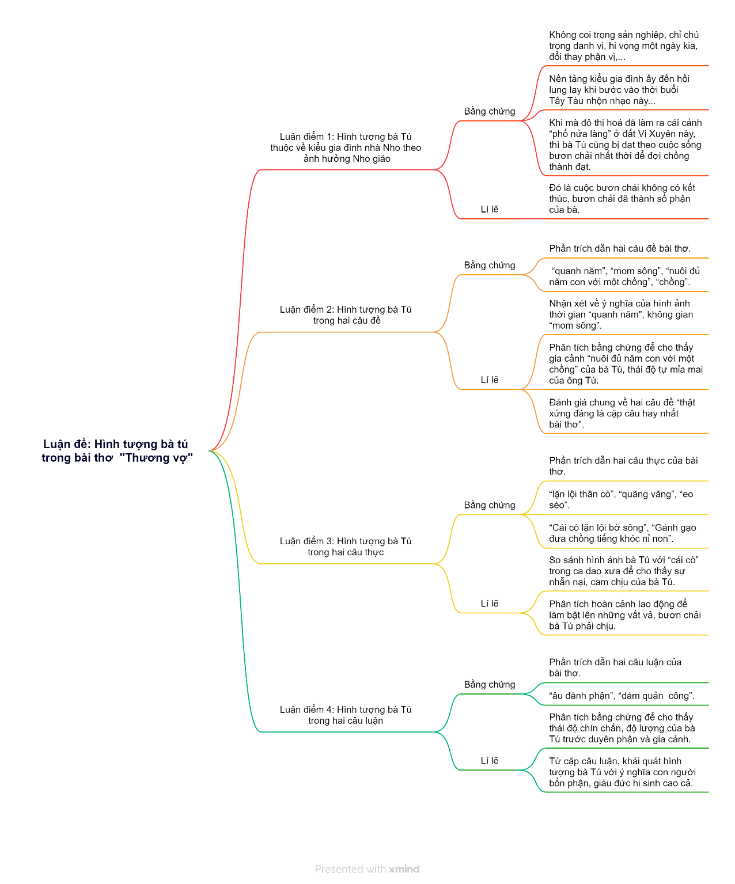 Luận đề: Hình tượng bà tú
trong bài thơ "Thương vợ"
Luận điểm 1: Hình tượng bà Tú
thuộc về kiểu gia đình nhà Nho theo
ảnh hưởng Nho giáo
Bằng chứng
Không coi trọng sản nghiệp, chỉ chú
trọng danh vị, hi vọng một ngày kia,
đổi thay phận vị,...
Nền tảng kiểu gia đình ấy đến hồi
lung lay khi bước vào thời buổi
Tây Tàu nhộn nhạo này...
Khi mà đô thị hoá đã làm ra cái cảnh
“phố nửa làng” ở đất Vị Xuyên này,
thì bà Tú cũng bị dạt theo cuộc sống
bươn chải nhất thời để đợi chồng
thành đạt.
Lí lẽ
Đó là cuộc bươn chải không có kết
thúc, bươn chải đã thành số phận
của bà.
Luận điểm 2: Hình tượng bà Tú
trong hai câu đề
Bằng chứng
Phần trích dẫn hai câu đề bài thơ.
“quanh năm”, “mom sông”, “nuôi đủ
năm con với một chồng”, “chồng”.
Lí lẽ
Nhận xét về ý nghĩa của hình ảnh
thời gian “quanh năm”, không gian
“mom sông”.
Phân tích bằng chứng để cho thấy
gia cảnh “nuôi đủ năm con với một
chồng” của bà Tú, thái độ tự mỉa mai
của ông Tú.
Đánh giá chung về hai câu đề “thật
xứng đáng là cặp câu hay nhất
bài thơ”.
Luận điểm 3: Hình tượng bà Tú
trong hai câu thực
Bằng chứng
Phần trích dẫn hai câu thực của bài
thơ.
“lặn lội thân cò”, “quãng vắng”, “eo
sèo”.
“Cái cò lặn lội bờ sông”, “Gánh gạo
đưa chồng tiếng khóc nỉ non”.
Lí lẽ
So sánh hình ảnh bà Tú với “cái cò”
trong ca dao xưa để cho thấy sự
nhẫn nại, cam chịu của bà Tú.
Phân tích hoàn cảnh lao động để
làm bật lên những vất vả, bươn chải
bà Tú phải chịu.
Luận điểm 4: Hình tượng bà Tú
trong hai câu luận
Bằng chứng
Phần trích dẫn hai câu luận của
bài thơ.
“âu đành phận”, “dám quản công”.
Lí lẽ
Phân tích bằng chứng để cho thấy
thái độ chín chắn, độ lượng của bà
Tú trước duyên phận và gia cảnh.
Từ cặp câu luận, khái quát hình
tượng bà Tú với ý nghĩa con người
bổn phận, giàu đức hi sinh cao cả.
Presented with xmind